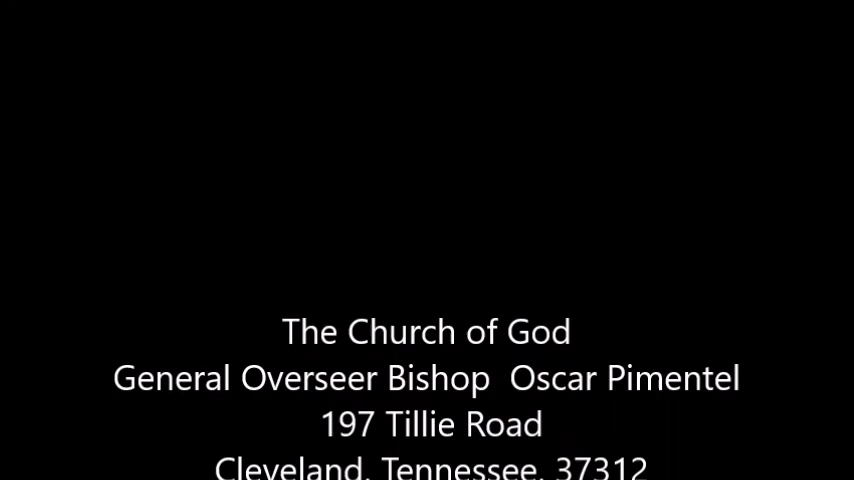 The Church of God
General Overseer Bishop  Oscar Pimentel
197 Tillie Road
Cleveland, Tennessee, 37312